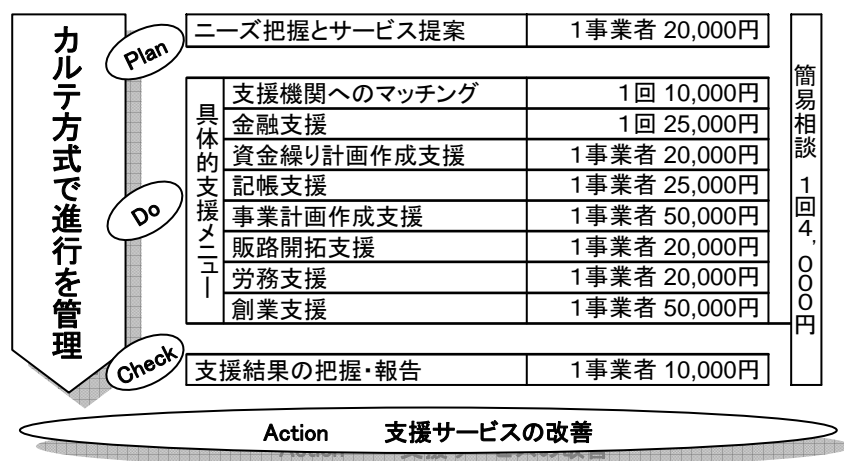 カルテ方式で進行を管理
Plan
ニーズ把握とサービス提案 1事業者 20,000円
Do
具体的支援メニュー
支援機関へのマッチング 1回 10,000円
金融支援 1回 25,000円
資金繰り計画作成支援 1事業者 20,000円
記帳支援 1事業者 25,000円
事業計画作成支援 1事業者 50,000円
販路開拓支援 1事業者 20,000円
労務支援 1事業者 20,000円
創業支援 1事業者 50,000円
Check
支援結果の把握・報告 1事業者 10,000円
簡易相談 1回4,000円
Action 支援サービスの改善